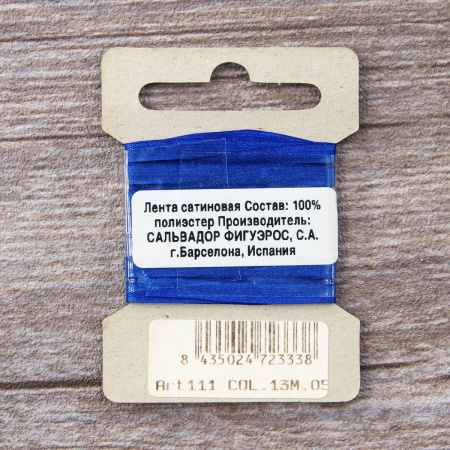 Лента сатиновая Состав: 100%
полиэстер Производитель:
САЛЬВАДОР ФИГУЭРОС, С.А.
г.Барселона, Испания
8 435024 723338
Art111 COL.13M.05